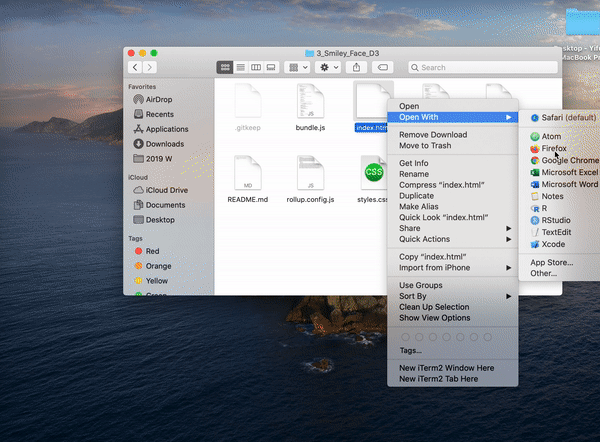 3_Smiley_Face_D3
Search
Favorites
AirDrop
Recents
Applications
Downloads
2019 W
iCloud
iCloud Drive
Documents
Desktop
Tags
Red
Orange
Yellow
Green
.gitkeep
bundle.js
index.htm
README.md
rollup.config.js
styles.css
MD
CSS
Open
Open With
Remove Download
Move to Trash
Get Info
Rename
Compress “index.html”
Duplicate
Make Alias
Quick Look “index.html”
Share
Quick Actions
Copy “index.html”
Import from iPhone
Use Groups
Sort By
Clean Up Selection
Show View Options
Tags...
New iTerm2 Window Here
New iTerm2 Tab Here
Safari (default)
Atom
Firefox
Google Chrome
Microsoft Excel
Microsoft Word
Notes
R
RStudio
TextEdit
Xcode
App Store...
Other...
Desktop - Yif
MacBook Pr